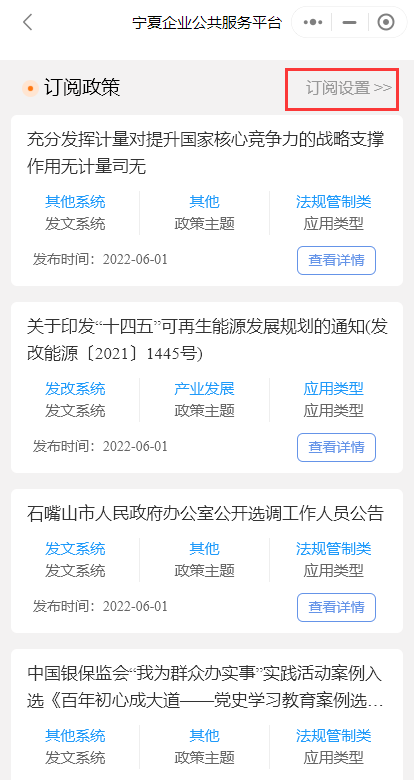 宁夏企业公共服务平台
订阅政策 订阅设置 >>
充分发挥计量对提升国家核心竞争力的战略支撑
作用无计量司无
其他系统 其他 法规管制类
发文系统 政策主题 应用类型
发布时间：2022-06-01 查看详情
关于印发“十四五”可再生能源发展规划的通知(发
改能源〔2021〕1445号)
发改系统 产业发展 应用类型
发文系统 政策主题 应用类型
发布时间：2022-06-01 查看详情
石嘴山市人民政府办公室公开选调工作人员公告
发文系统 其他 法规管制类
发文系统 政策主题 应用类型
发布时间：2022-06-01 查看详情
中国银保监会“我为群众办实事”实践活动案例入
选《百年初心成大道——党史学习教育案例选…
其他系统 其他 法规管制类
发文系统 政策主题 应用类型